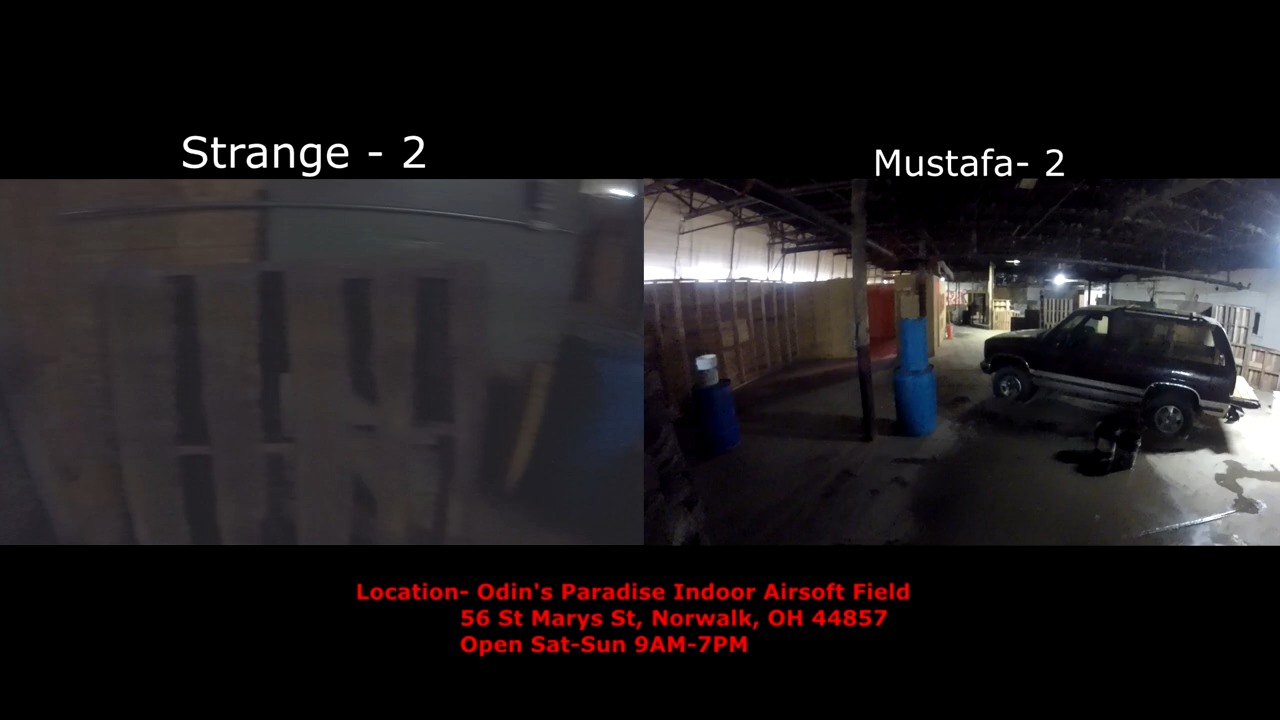 Strange - 2
Mustafa- 2
Location- Odin's Paradise Indoor Airsoft Field
56 St Marys St, Norwalk, OH 44857
Open Sat-Sun 9AM-7PM